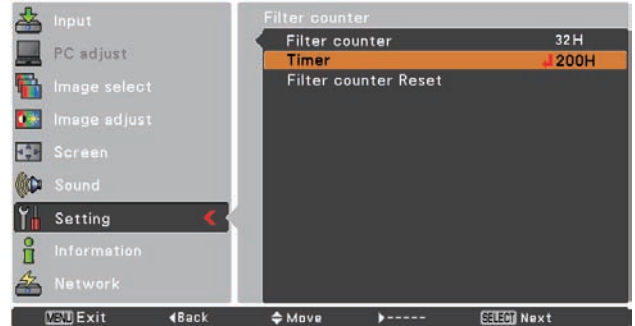 Input
PC adjust
Image select
Image adjust
Screen
Sound
Setting
Information
Network
Filter counter
Filter counter 32H
Timer 200H
Filter counter Reset
MENU Exit Back Move ----- SELECT Next